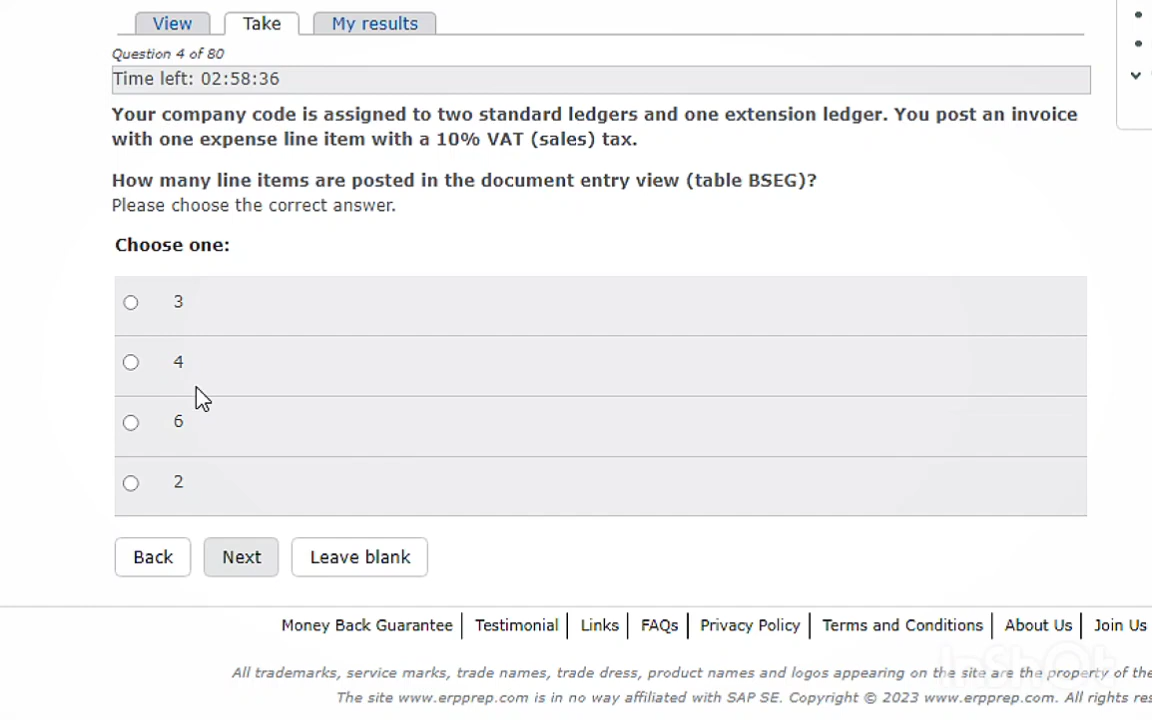 View Take My results
Question 4 of 80
Time left: 02:58:36
Your company code is assigned to two standard ledgers and one extension ledger. You post an invoice
with one expense line item with a 10% VAT (sales) tax.
How many line items are posted in the document entry view (table BSEG)?
Please choose the correct answer.
Choose one:
3
4
6
2
Back Next Leave blank
Money Back Guarantee Testimonial Links FAQs Privacy Policy Terms and Conditions About Us Join Us
InShOt
All trademarks, service marks, trade names, trade dress, product names and logos appearing on the site are the property of the
The site www.erpprep.com is in no way affiliated with SAP SE. Copyright © 2023 www.erpprep.com. All rights res